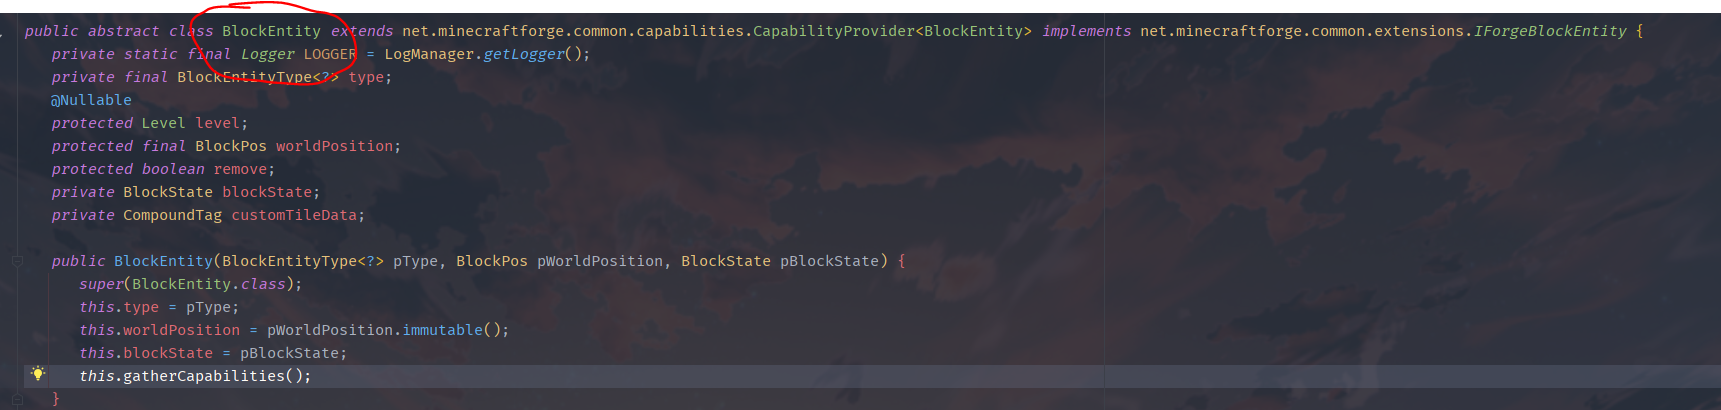 public abstract class BlockEntity extends net.minecraftforge.common.capabilities.CapabilityProvider<BlockEntity> implements net.minecraftforge.common.extensions.IForgeBlockEntity {
private static final Logger LOGGER = LogManager.getLogger();
private final BlockEntityType<?> type;
@Nullable
protected Level level;
protected final BlockPos worldPosition;
protected boolean remove;
private BlockState blockState;
private CompoundTag customTileData;
public BlockEntity(BlockEntityType<?> pType, BlockPos pWorldPosition, BlockState pBlockState) {
super(BlockEntity.class);
this.type = pType;
this.worldPosition = pWorldPosition.immutable();
this.blockState = pBlockState;
this.gatherCapabilities();
}